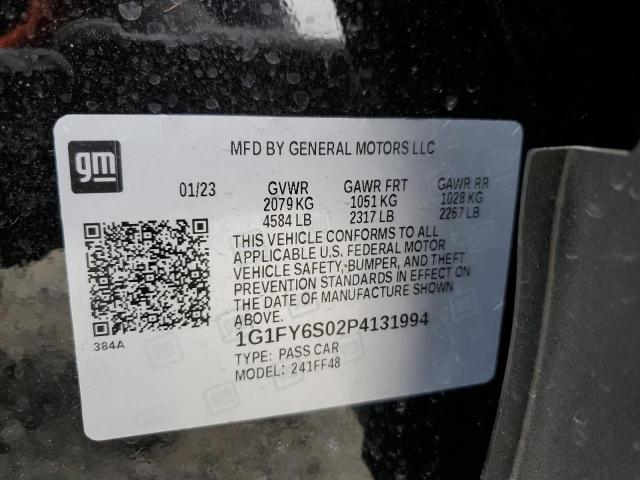 gm
MFD BY GENERAL MOTORS LLC
01/23 GVWR GAWR FRT GAWR RR
2079 KG 1051 KG 1028 KG
4584 LB 2317 LB 2267 LB
THIS VEHICLE CONFORMS TO ALL
APPLICABLE U.S. FEDERAL MOTOR
VEHICLE SAFETY, BUMPER, AND THEFT
PREVENTION STANDARDS IN EFFECT ON
THE DATE OF MANUFACTURE SHOWN
ABOVE.
384A
1G1FY6S02P4131994
TYPE: PASS CAR
MODEL: 241FF48